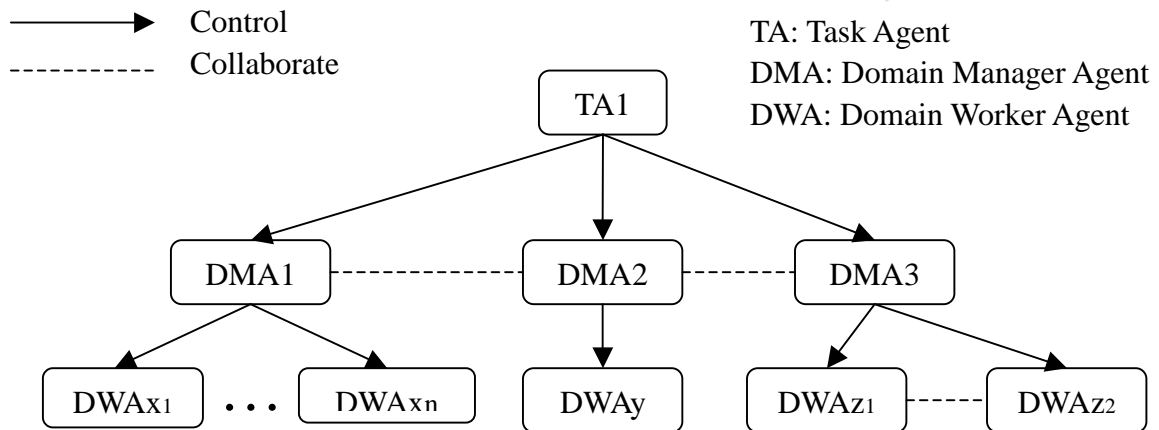 Control
Collaborate
TA: Task Agent
DMA: Domain Manager Agent
DWA: Domain Worker Agent
TA1
DMA1 DMA2 DMA3
DWAx1 ... DWAxn DWAy DWAz1 DWAz2